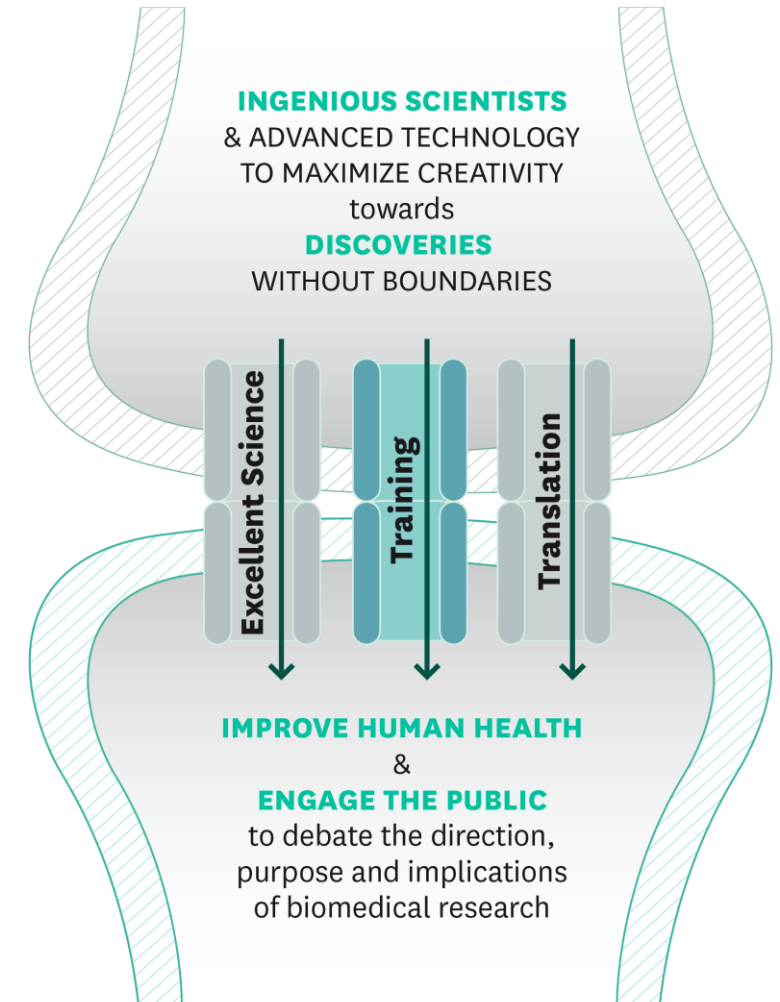 INGENIOUS SCIENTISTS
& ADVANCED TECHNOLOGY
TO MAXIMIZE CREATIVITY
towards
DISCOVERIES
WITHOUT BOUNDARIES
Excellent Science
Training
Translation
IMPROVE HUMAN HEALTH
&
ENGAGE THE PUBLIC
to debate the direction,
purpose and implications
of biomedical research